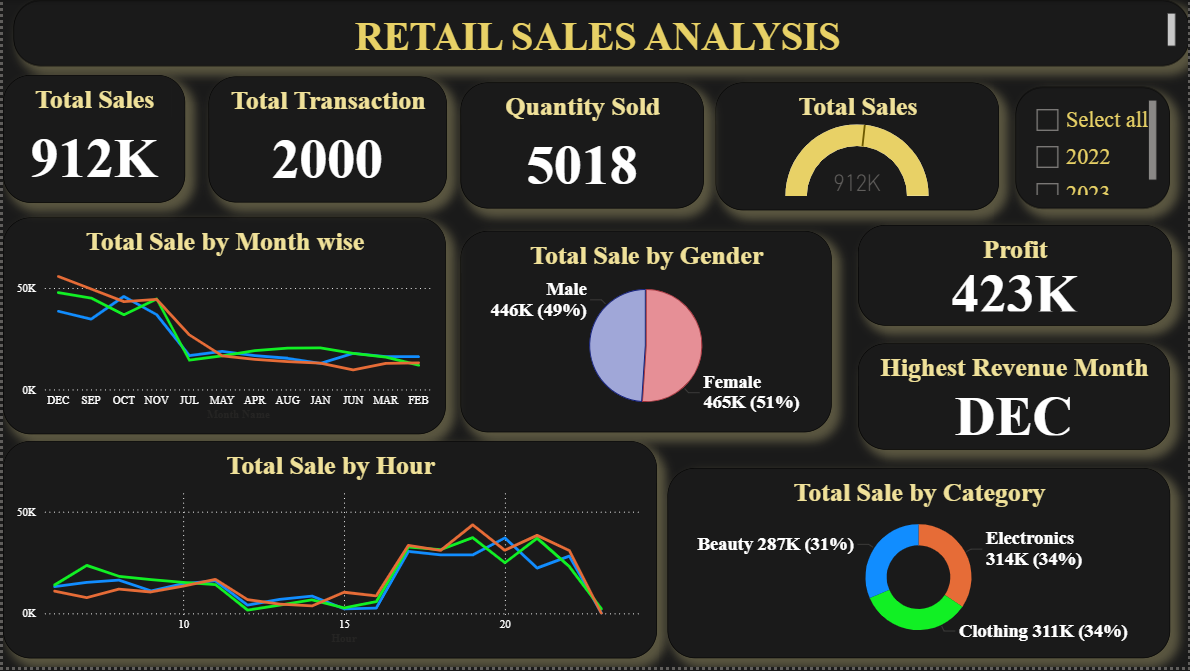 RETAIL SALES ANALYSIS
Total Sales
912K
Total Transaction
2000
Quantity Sold
5018
Total Sales
912K
Select all
2022
2023
Total Sale by Month wise
50K
0K
DEC SEP OCT NOV JUL MAY APR AUG JAN JUN MAR FEB
Month Name
Total Sale by Gender
Male
446K (49%)
Female
465K (51%)
Profit
423K
Highest Revenue Month
DEC
Total Sale by Hour
50K
0K
10 15 20
Hour
Total Sale by Category
Beauty 287K (31%)
Electronics
314K (34%)
Clothing 311K (34%)